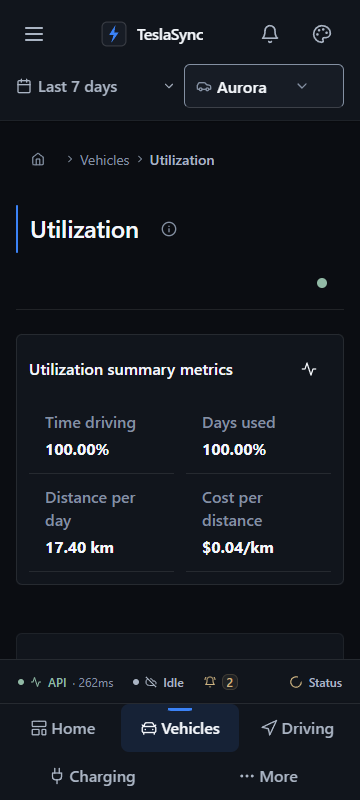 TeslaSync
Last 7 days
Aurora
Vehicles
Utilization
Utilization
Utilization summary metrics
Time driving
100.00%
Days used
100.00%
Distance per
day
17.40 km
Cost per
distance
$0.04/km
API · 262ms
Idle
2
Status
Home
Vehicles
Driving
Charging
More